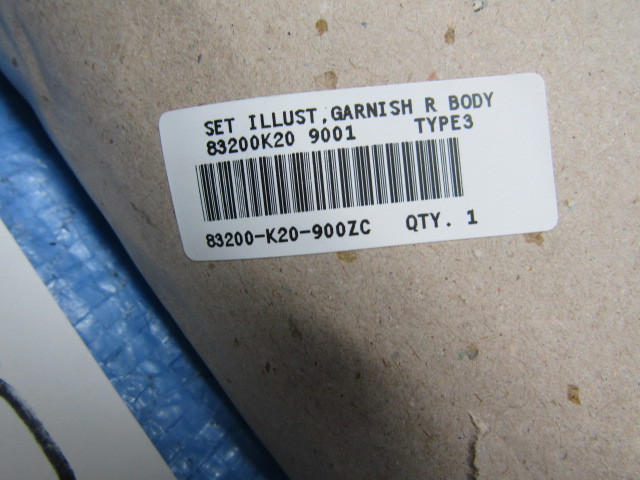 SET ILLUST,GARNISH R BODY
83200K20 9001 TYPE3
83200-K20-900ZC QTY. 1